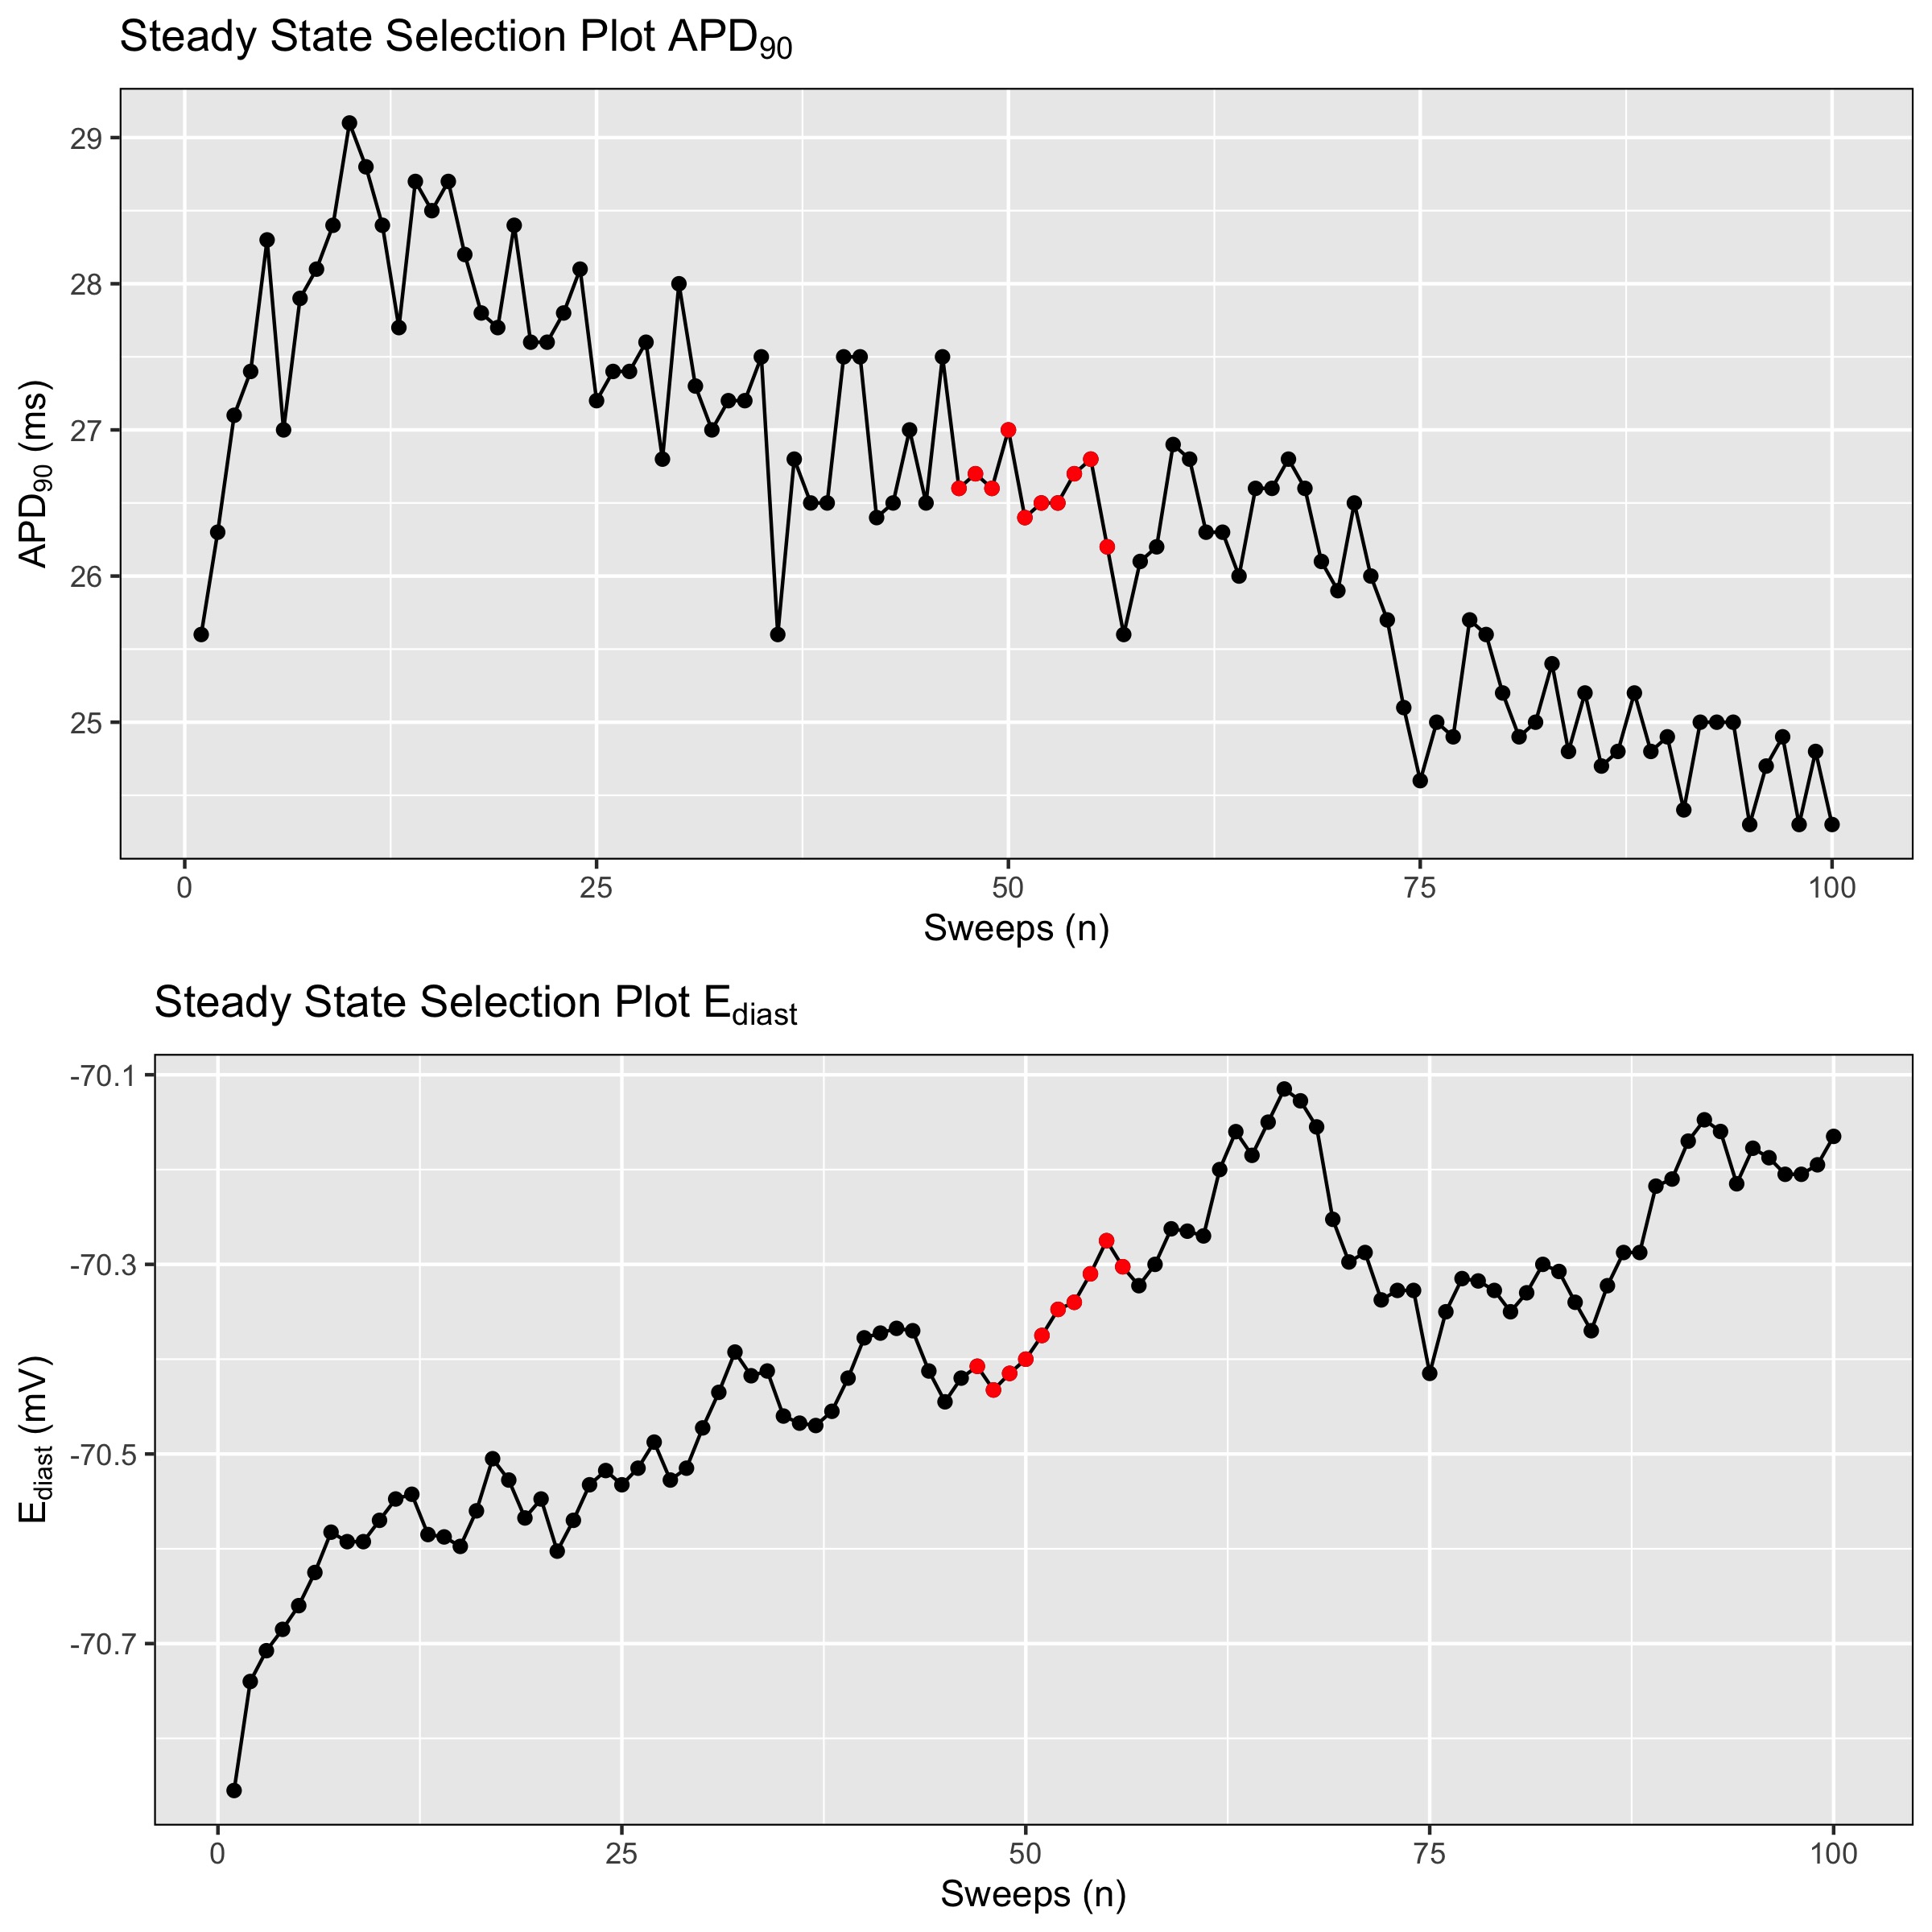 Steady State Selection Plot APD90
29
28
27
26
25
APD90 (ms)
0 25 50 75 100
Sweeps (n)
Steady State Selection Plot Ediast
-70.1
-70.3
-70.5
-70.7
Ediast (mV)
0 25 50 75 100
Sweeps (n)